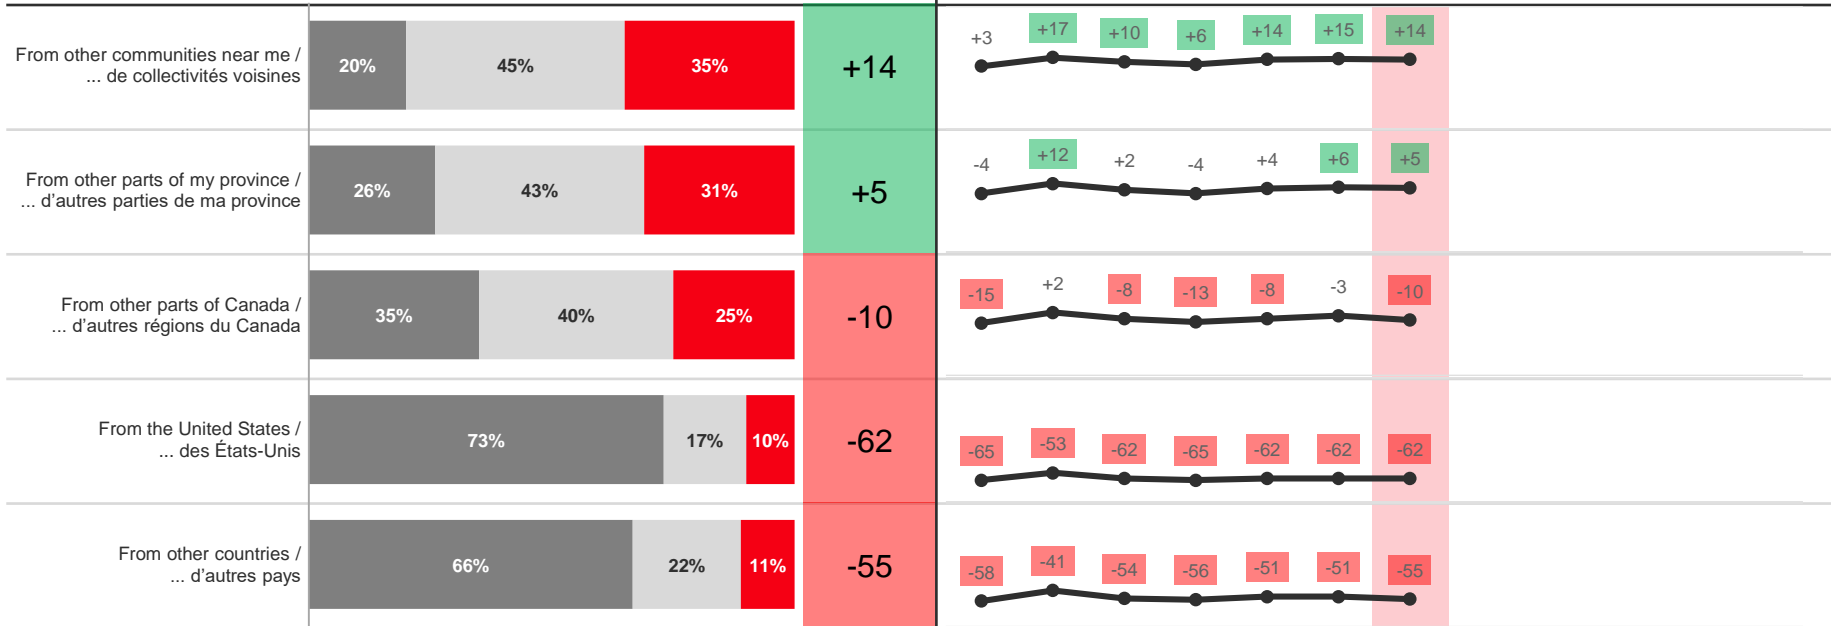 From other communities near me /
... de collectivités voisines
20% 45% 35% +14
+3 +17 +10 +6 +14 +15 +14
From other parts of my province /
... d'autres parties de ma province
26% 43% 31% +5
-4 +12 +2 -4 +4 +6 +5
From other parts of Canada /
... d'autres régions du Canada
35% 40% 25% -10
-15 +2 -8 -13 -8 -3 -10
From the United States /
... des États-Unis
73% 17% 10% -62
-65 -53 -62 -65 -62 -62 -62
From other countries /
... d'autres pays
66% 22% 11% -55
-58 -41 -54 -56 -51 -51 -55